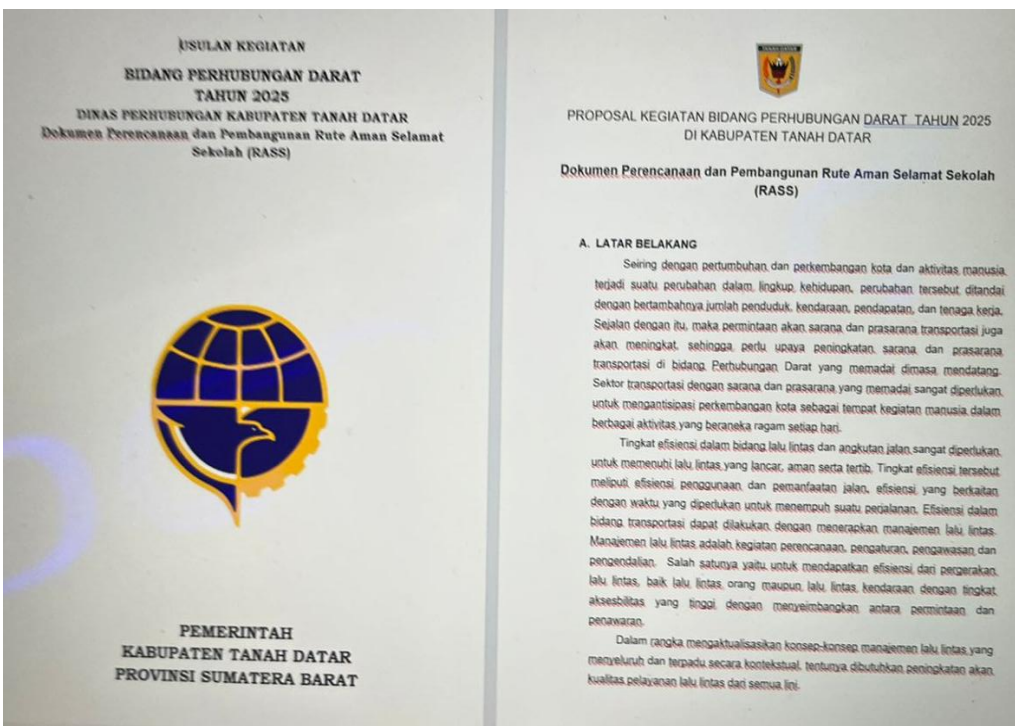 USULAN KEGIATAN
BIDANG PERHUBUNGAN DARAT
TAHUN 2025
DINAS PERHUBUNGAN KABUPATEN TANAH DATAR
Dokumen Perencanaan dan Pembangunan Rute Aman Selamat
Sekolah (RASS)
PEMERINTAH
KABUPATEN TANAH DATAR
PROVINSI SUMATERA BARAT
TANAH DATAR
PROPOSAL KEGIATAN BIDANG PERHUBUNGAN DARAT TAHUN 2025
DI KABUPATEN TANAH DATAR
Dokumen Perencanaan dan Pembangunan Rute Aman Selamat Sekolah
(RASS)
A. LATAR BELAKANG
Seiring dengan pertumbuhan dan perkembangan kota dan aktivitas manusia
terjadi suatu perubahan dalam lingkup kehidupan, perubahan tersebut ditandai
dengan bertambahnya jumlah penduduk, kendaraan, pendapatan, dan tenaga kerja.
Sejalan dengan itu, maka permintaan akan sarana dan prasarana transportasi juga
akan meningkat, sehingga perlu upaya peningkatan sarana dan prasarana
transportasi di bidang Perhubungan Darat yang memadai dimasa mendatang.
Sektor transportasi dengan sarana dan prasarana yang memadai sangat diperlukan
untuk mengantisipasi perkembangan kota sebagai tempat kegiatan manusia dalam
berbagai aktivitas yang beraneka ragam setiap hari.
Tingkat efisiensi dalam bidang lalu lintas dan angkutan jalan sangat diperlukan
untuk memenuhi lalu lintas yang lancar, aman serta tertib. Tingkat efisiensi tersebut
meliputi efisiensi penggunaan dan pemanfaatan jalan, efisiensi yang berkaitan
dengan waktu yang diperlukan untuk menempuh suatu perjalanan. Efisiensi dalam
bidang transportasi dapat dilakukan dengan menerapkan manajemen lalu lintas.
Manajemen lalu lintas adalah kegiatan perencanaan, pengaturan, pengawasan dan
pengendalian. Salah satunya yaitu untuk mendapatkan efisiensi dari pergerakan
lalu lintas, baik lalu lintas orang maupun lalu lintas kendaraan dengan tingkat
aksesbilitas yang tinggi dengan menyeimbangkan antara permintaan dan
penawaran.
Dalam rangka mengaktualisasikan konsep-konsep manajemen lalu lintas yang
menyeluruh dan terpadu secara kontekstual, tentunya dibutuhkan peningkatan akan
kualitas pelayanan lalu lintas dari semua lini.